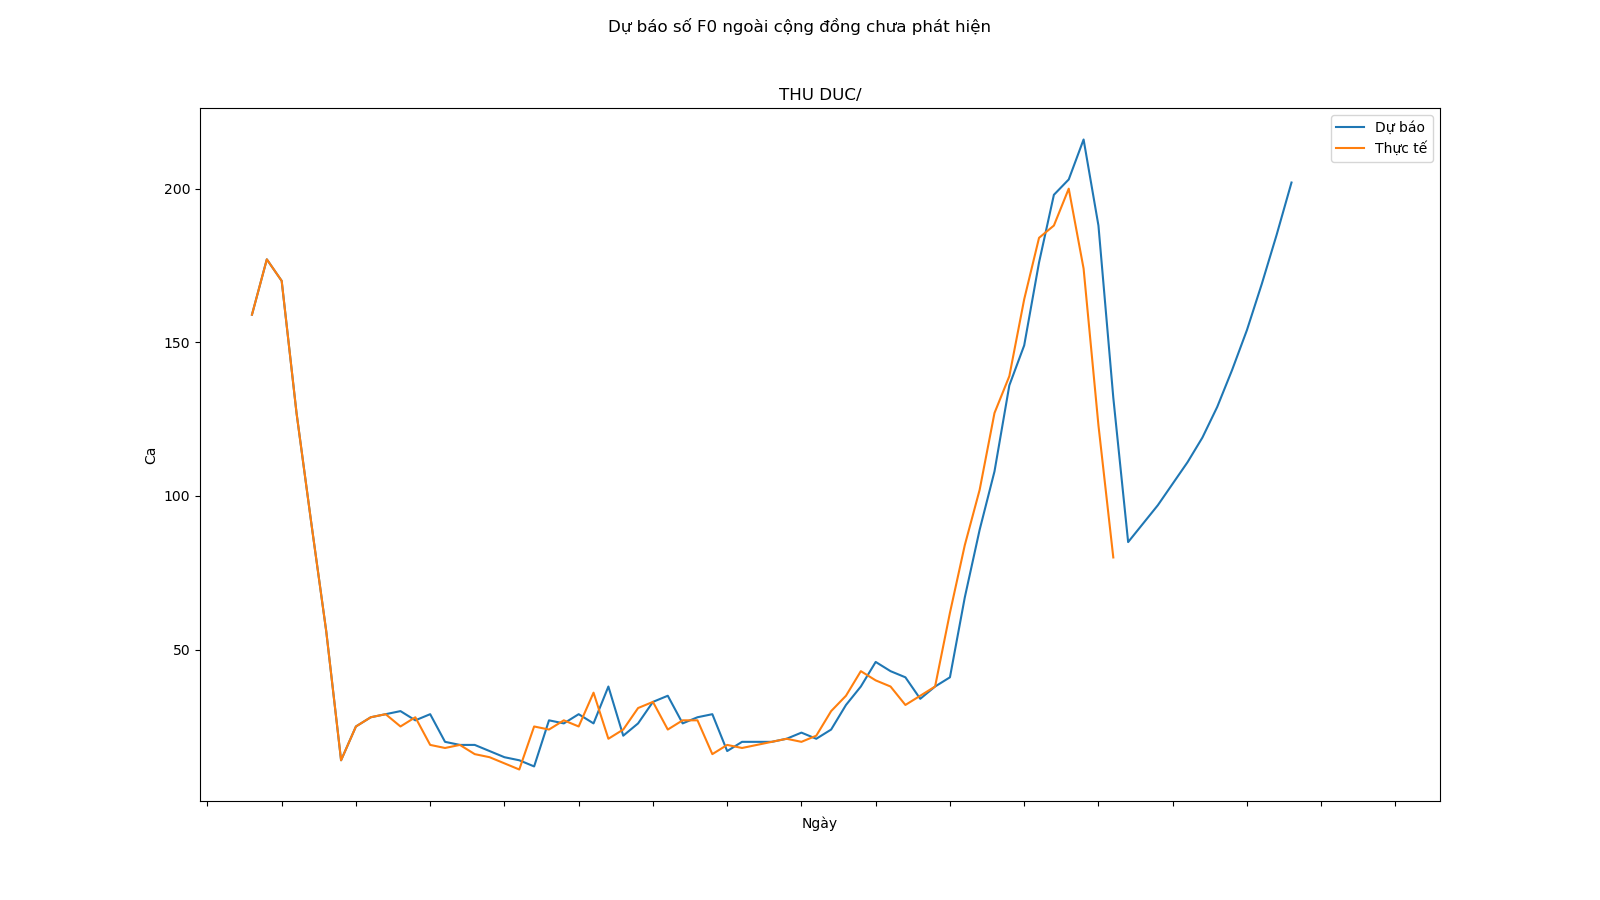 Dự báo số F0 ngoài cộng đồng chưa phát hiện
THU DUC/
Dự báo
Thực tế
200
150
100
50
Ca
Ngày